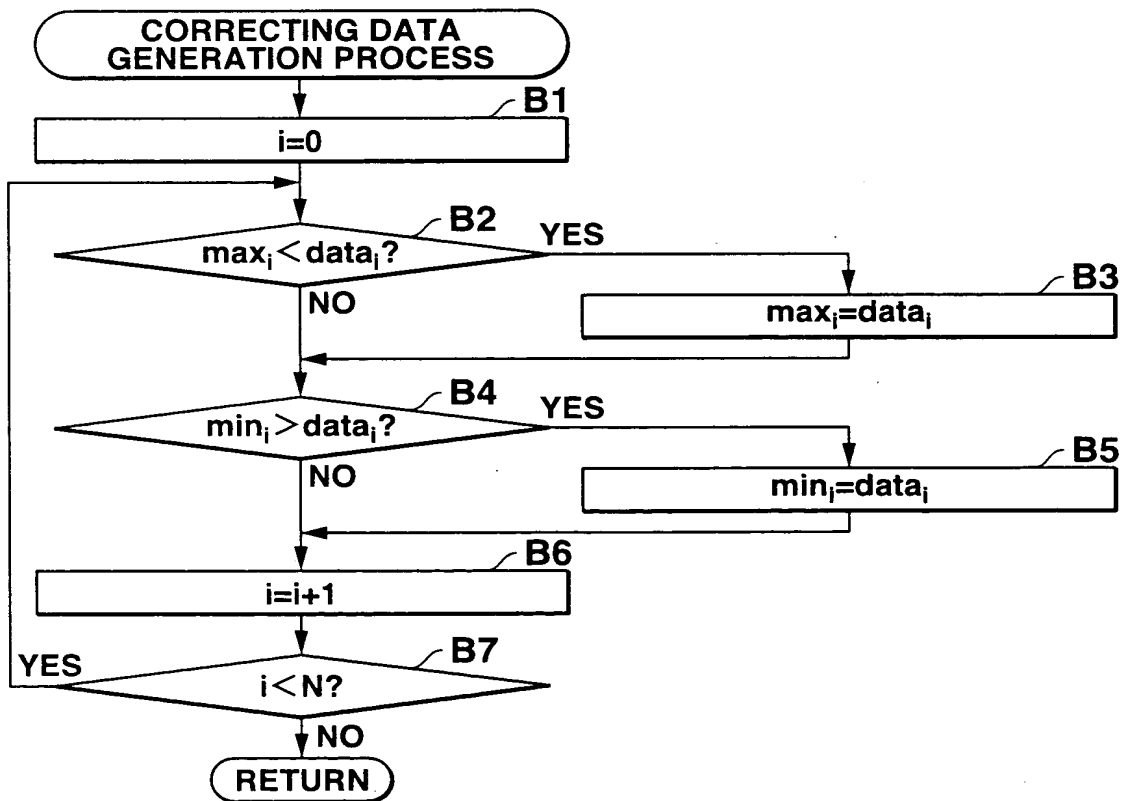 CORRECTING DATA
GENERATION PROCESS
B1
i=0
B2
maxᵢ<dataᵢ?
YES
NO
B3
maxᵢ=dataᵢ
B4
minᵢ>dataᵢ?
YES
NO
B5
minᵢ=dataᵢ
B6
i=i+1
B7
YES
i<N?
NO
RETURN